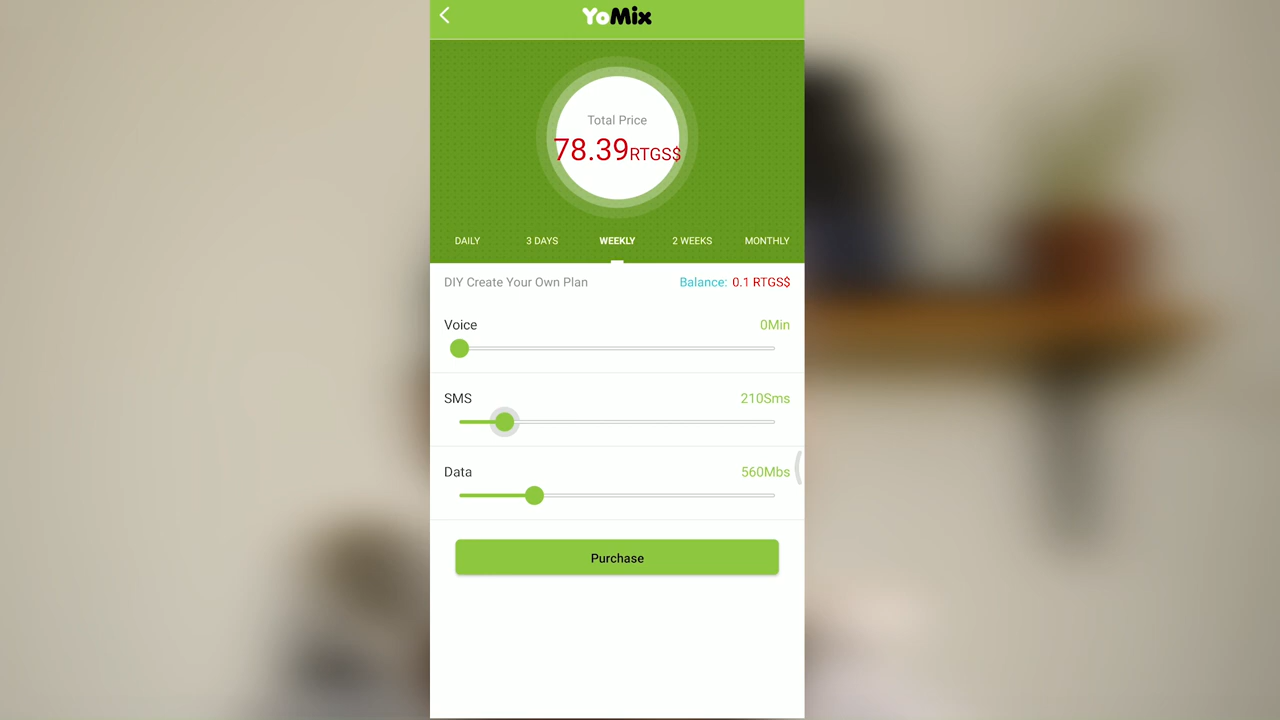 YoMix
Total Price
78.39RTGS$
DAILY 3 DAYS WEEKLY 2 WEEKS MONTHLY
DIY Create Your Own Plan Balance: 0.1 RTGS$
Voice 0Min
SMS 210Sms
Data 560Mbs
Purchase